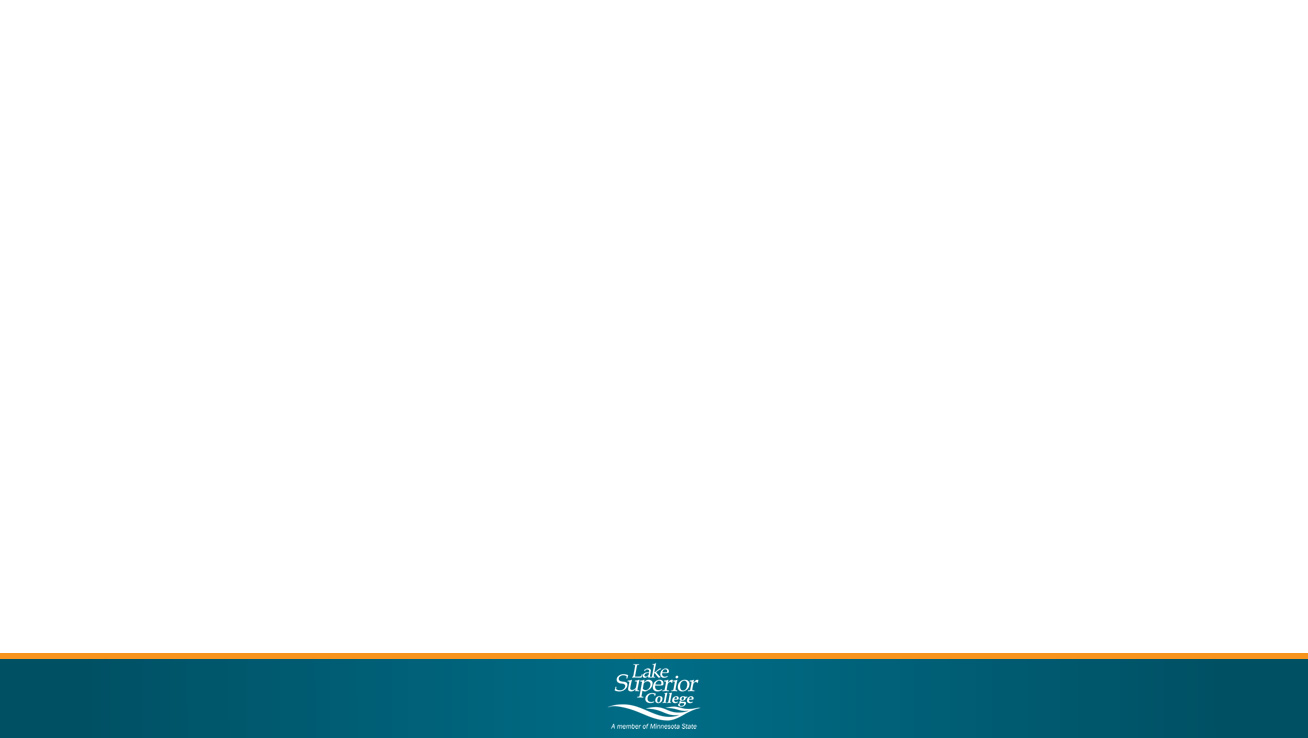 Lake
Superior
College
A member of Minnesota State